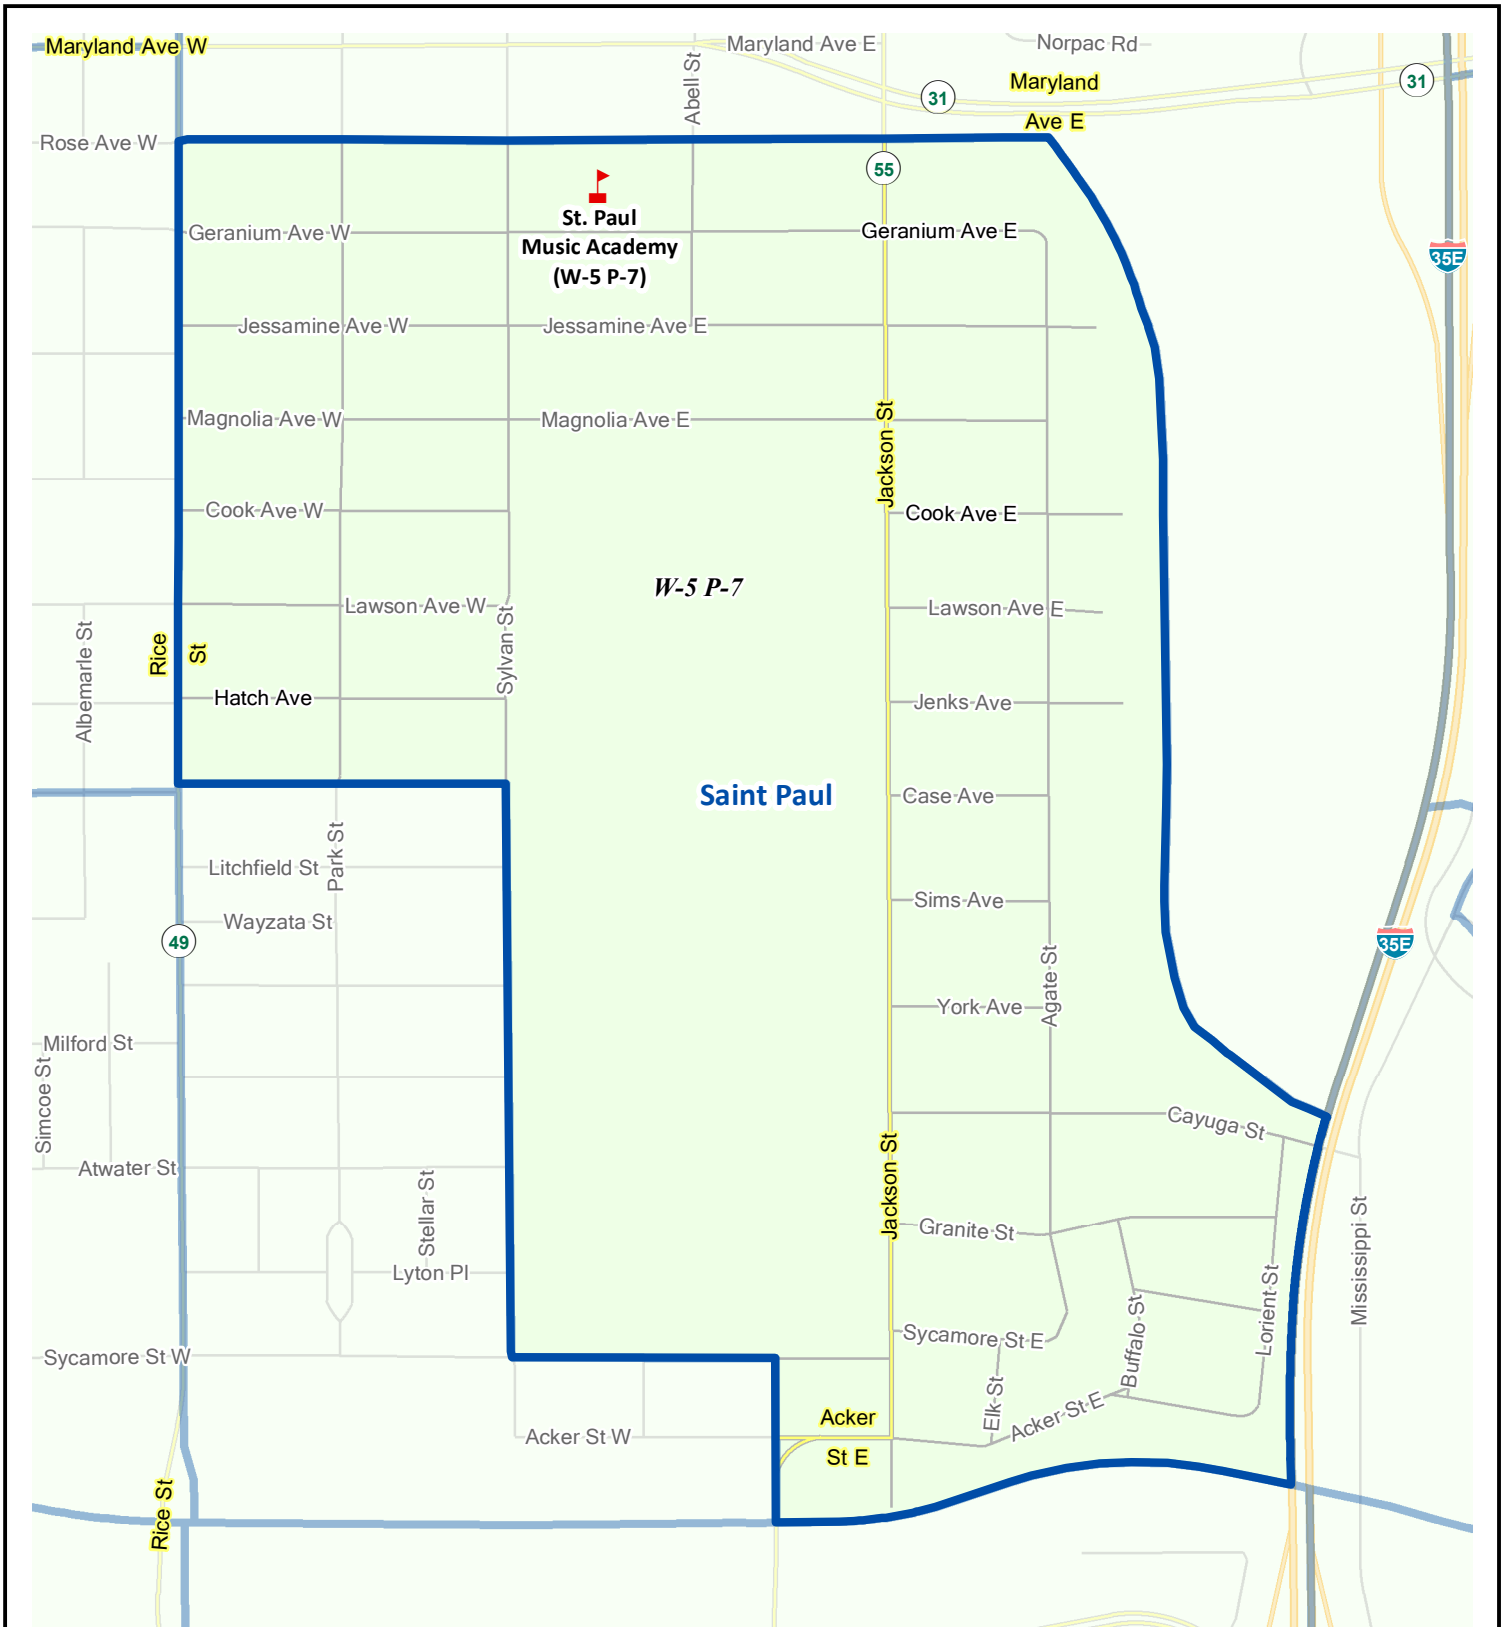 Maryland Ave W
Maryland Ave E
Norpac Rd
Abell St
31
Maryland
Ave E
31
Rose Ave W
55
St. Paul
Music Academy
(W-5 P-7)
Geranium Ave W
Geranium Ave E
35E
Jessamine Ave W
Jessamine Ave E
Magnolia Ave W
Magnolia Ave E
Jackson St
Cook Ave W
Cook Ave E
W-5 P-7
Lawson Ave W
Lawson Ave E
Albemarle St
Rice
St
Sylvan St
Hatch Ave
Jenks Ave
Saint Paul
Case Ave
Park St
Litchfield St
Sims Ave
Wayzata St
49
35E
Agate St
York Ave
Milford St
Simcoe St
Cayuga St
Atwater St
Stellar St
Jackson St
Granite St
Mississippi St
Lyton Pl
Lorient St
Buffalo St
Sycamore St W
Sycamore St E
Elk St
Acker St E
Acker
St E
Acker St W
Rice St